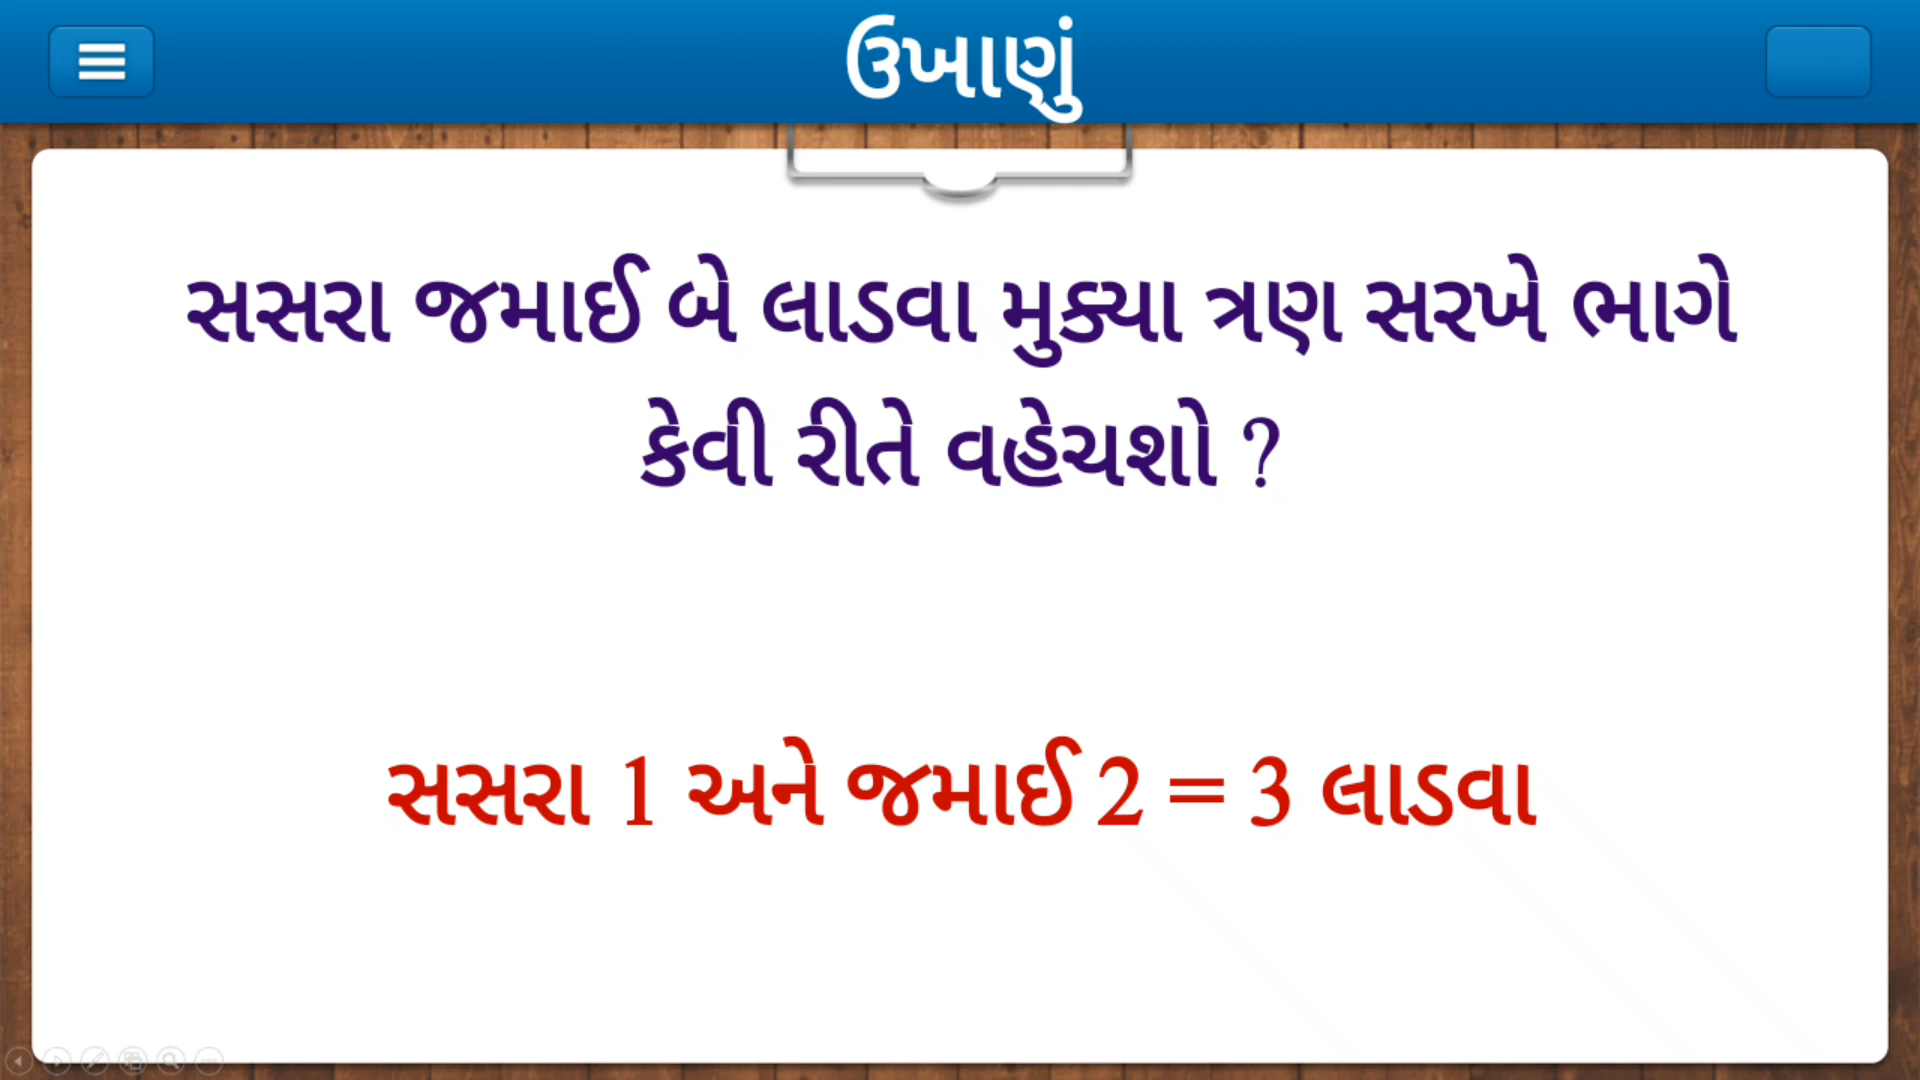 ઉખાણું
સસરા જમાઈ બે લાડવા મુક્યા ત્રણ સરખે ભાગે
કેવી રીતે વહેચશો ?
સસરા 1 અને જમાઈ 2 = 3 લાડવા